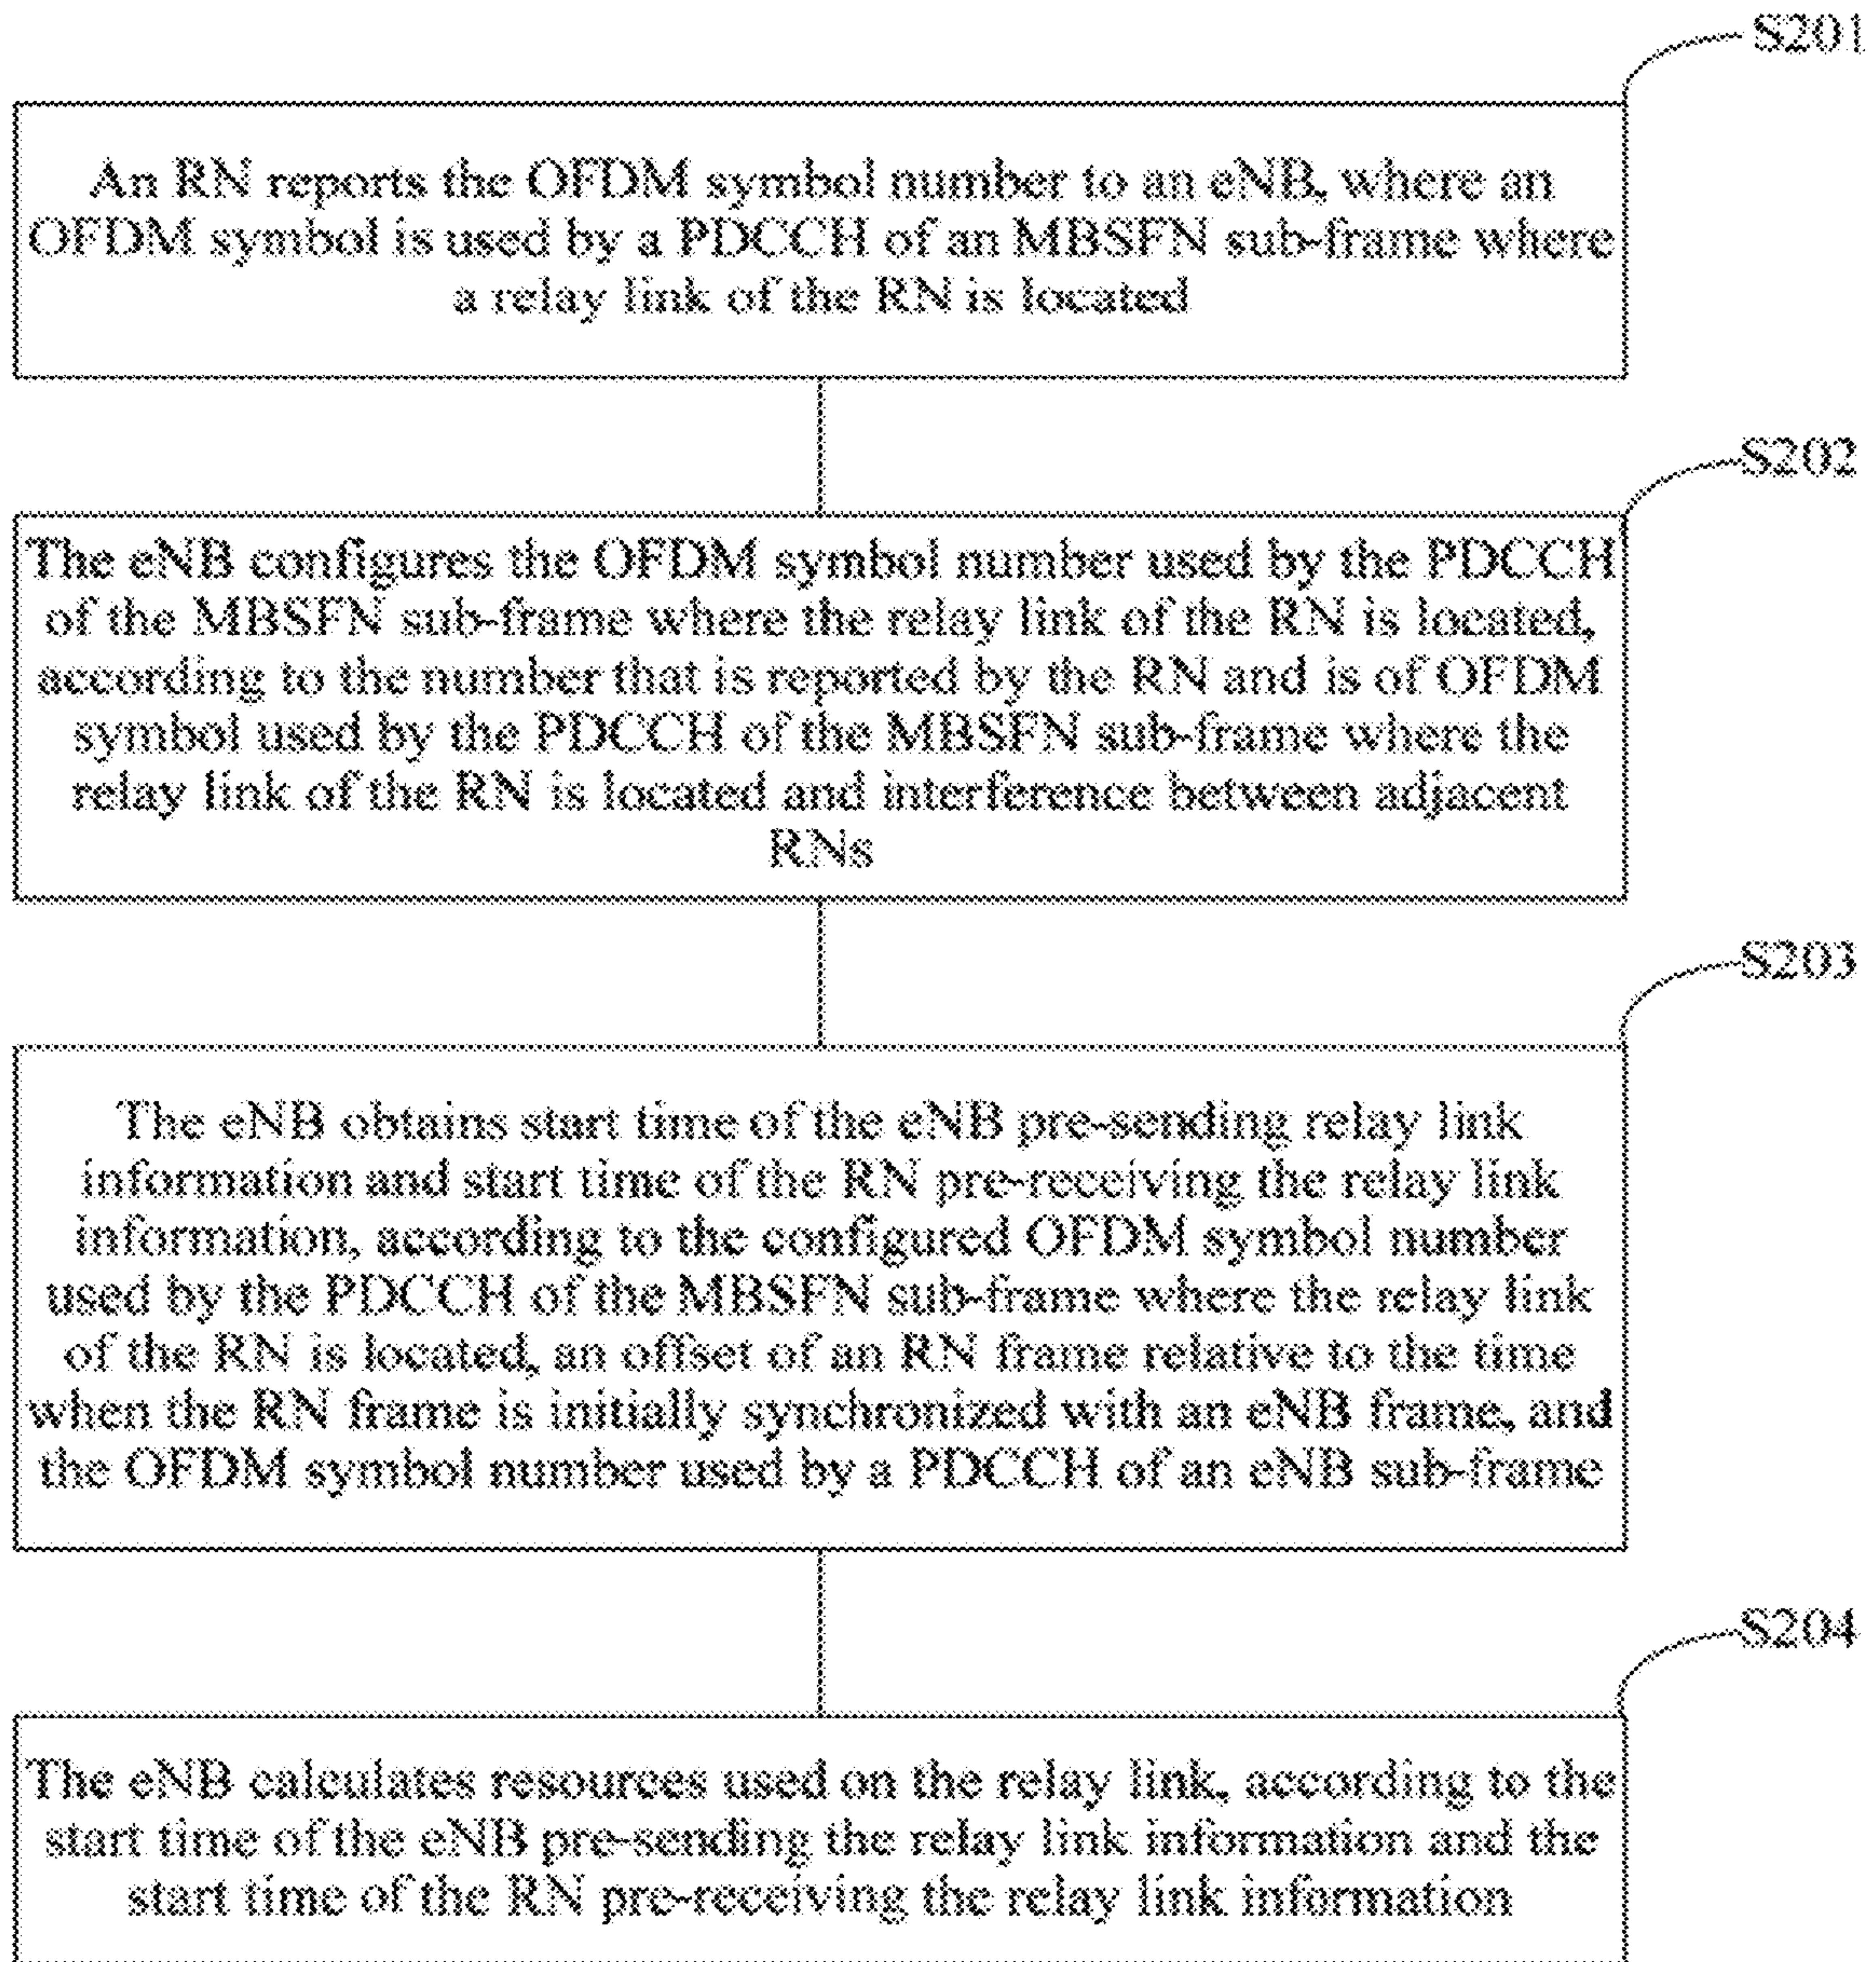 S201
An RN reports the OFDM symbol number to an eNB, where an
OFDM symbol is used by a PDCCH of an MBSFN sub-frame where
a relay link of the RN is located
S202
The eNB configures the OFDM symbol number used by the PDCCH
of the MBSFN sub-frame where the relay link of the RN is located,
according to the number that is reported by the RN and is of OFDM
symbol used by the PDCCH of the MBSFN sub-frame where the
relay link of the RN is located and interference between adjacent
RNs
S203
The eNB obtains start time of the eNB pre-sending relay link
information and start time of the RN pre-receiving the relay link
information, according to the configured OFDM symbol number
used by the PDCCH of the MBSFN sub-frame where the relay link
of the RN is located, an offset of an RN frame relative to the time
when the RN frame is initially synchronized with an eNB frame, and
the OFDM symbol number used by a PDCCH of an eNB sub-frame
S204
The eNB calculates resources used on the relay link, according to the
start time of the eNB pre-sending the relay link information and the
start time of the RN pre-receiving the relay link information